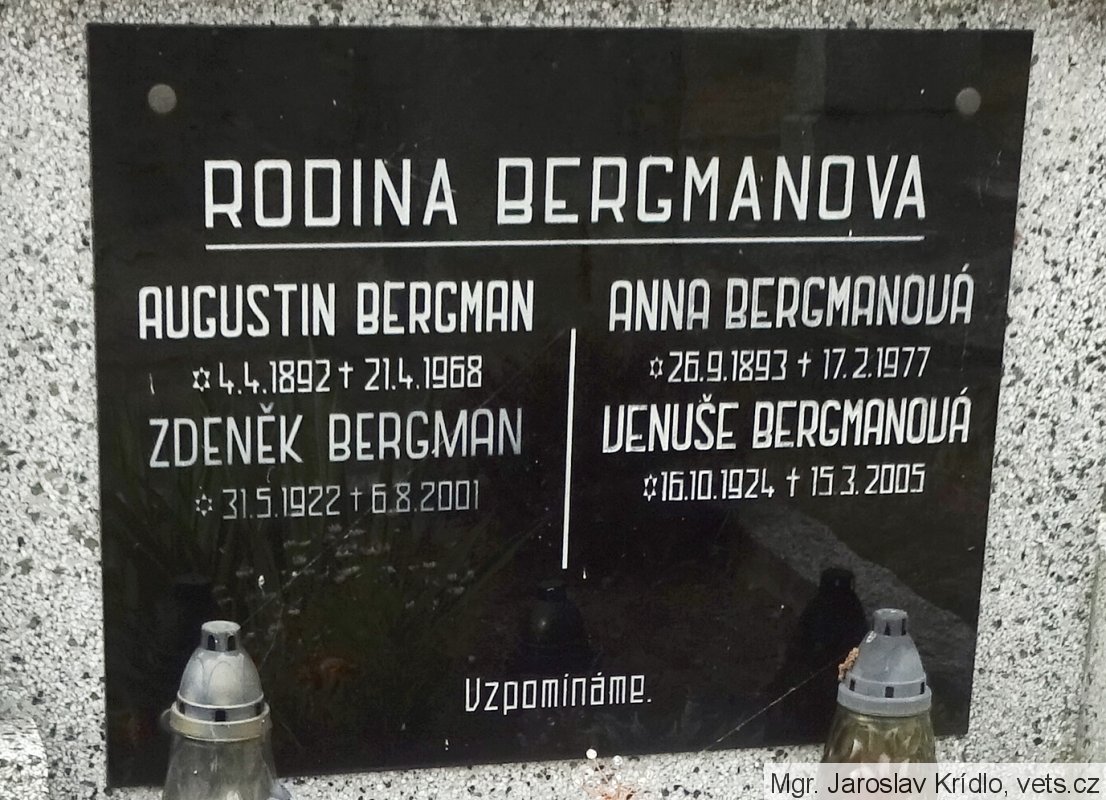 RODINA BERGMANOVA
AUGUSTIN BERGMAN
✡ 4.4.1892 † 21.4.1968
ZDENĚK BERGMAN
✡ 31.5.1922 † 6.8.2001
ANNA BERGMANOVÁ
✡ 26.9.1893 † 17.2.1977
VENUŠE BERGMANOVÁ
✡ 16.10.1924 † 15.3.2005
Vzpomínáme.
Mgr. Jaroslav Krídlo, vets.cz